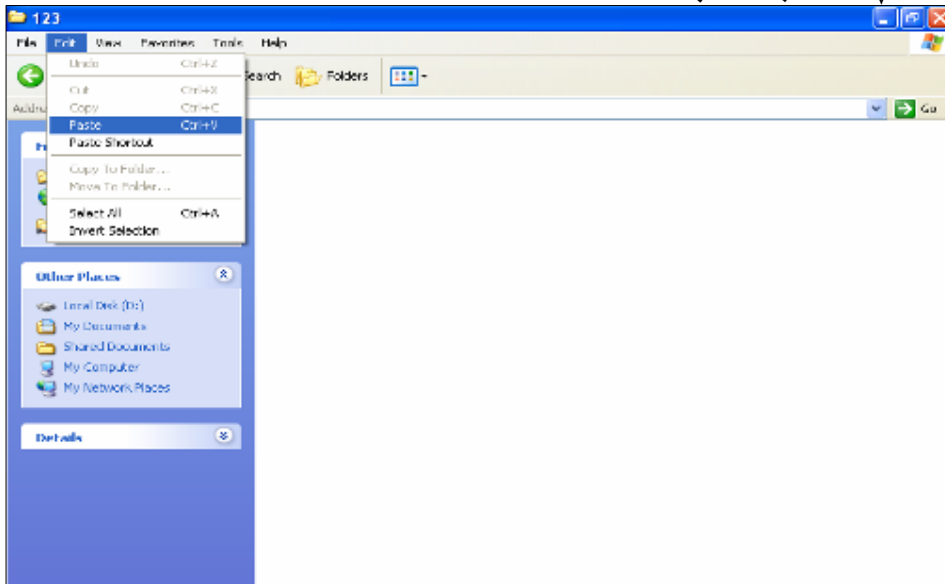 123
File Edit View Favorites Tools Help
Undo Ctrl+Z
Search Folders
Cut Ctrl+X
Copy Ctrl+C
Go
Paste Ctrl+V
Paste Shortcut
Copy To Folder...
Move To Folder...
Select All Ctrl+A
Invert Selection
Other Places
Local Disk (D:)
My Documents
Shared Documents
My Computer
My Network Places
Details